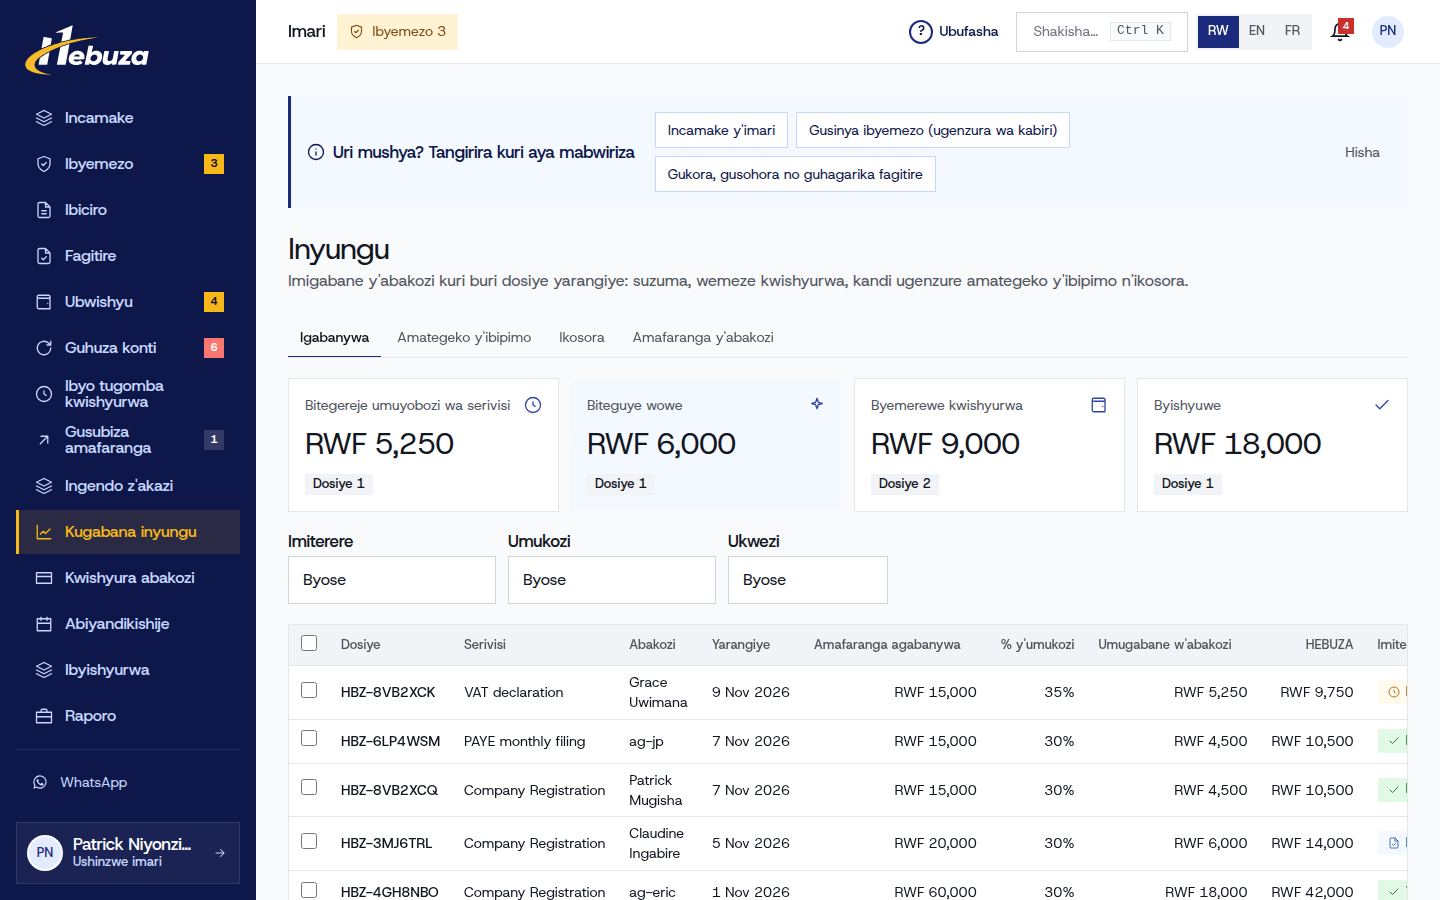 Hebuza
Incamake
Ibyemezo 3
Ibiciro
Fagitire
Ubwishyu 4
Guhuza konti 6
Ibyo tugomba
kwishyurwa
Gusubiza
amafaranga 1
Ingendo z'akazi
Kugabana inyungu
Kwishyura abakozi
Abiyandikishije
Ibyishyurwa
Raporo
WhatsApp
PN Patrick Niyonzi...
Ushinzwe imari
Imari Ibyemezo 3 ? Ubufasha Shakisha... Ctrl K RW EN FR 4 PN
Uri mushya? Tangirira kuri aya mabwiriza
Incamake y'imari Gusinya ibyemezo (ugenzura wa kabiri)
Gukora, gusohora no guhagarika fagitire
Hisha
Inyungu
Imigabane y'abakozi kuri buri dosiye yarangiye: suzuma, wemeze kwishyurwa, kandi ugenzure amategeko y'ibipimo n'ikosora.
Igabanywa Amategeko y'ibipimo Ikosora Amafaranga y'abakozi
Bitegereje umuyobozi wa serivisi
RWF 5,250
Dosiye 1
Biteguye wowe
RWF 6,000
Dosiye 1
Byemerewe kwishyurwa
RWF 9,000
Dosiye 2
Byishyuwe
RWF 18,000
Dosiye 1
Imiterere Umukozi Ukwezi
Byose Byose Byose
Dosiye Serivisi Abakozi Yarangiye Amafaranga agabanywa % y'umukozi Umugabane w'abakozi HEBUZA Imite
HBZ-8VB2XCK VAT declaration Grace Uwimana 9 Nov 2026 RWF 15,000 35% RWF 5,250 RWF 9,750
HBZ-6LP4WSM PAYE monthly filing ag-jp 7 Nov 2026 RWF 15,000 30% RWF 4,500 RWF 10,500
HBZ-8VB2XCQ Company Registration Patrick Mugisha 7 Nov 2026 RWF 15,000 30% RWF 4,500 RWF 10,500
HBZ-3MJ6TRL Company Registration Claudine Ingabire 5 Nov 2026 RWF 20,000 30% RWF 6,000 RWF 14,000
HBZ-4GH8NBO Company Registration ag-eric 1 Nov 2026 RWF 60,000 30% RWF 18,000 RWF 42,000